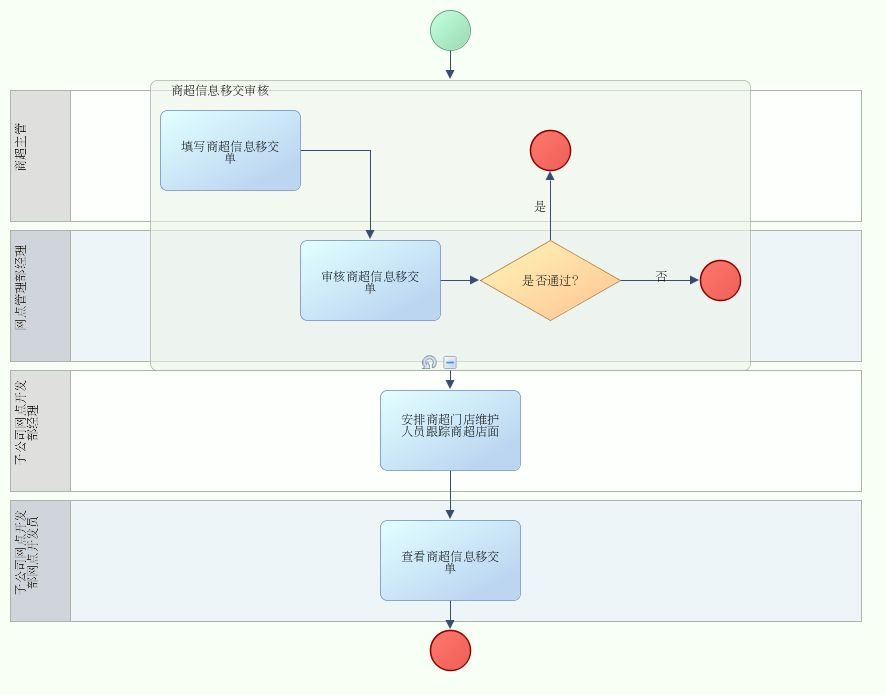 商超信息移交审核
商超主管
填写商超信息移交
单
是
网点管理部经理
审核商超信息移交
单
是否通过?
否
子公司网点开发
部经理
安排商超门店维护
人员跟踪商超店面
子公司网点开发
部网点开发员
查看商超信息移交
单